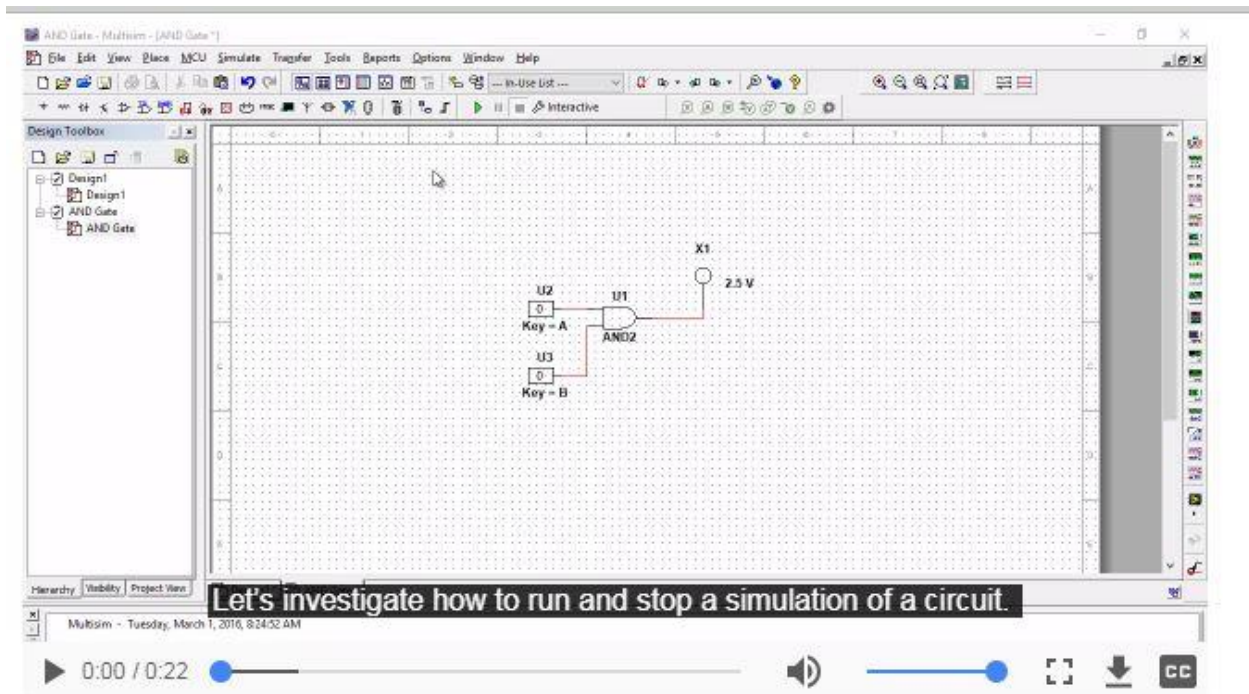 AND Gate - Multisim - [AND Gate *]
File Edit View Place MCU Simulate Transfer Tools Reports Options Window Help
--- In-Use List ---
Interactive
Design Toolbox
Design1
Design1
AND Gate
AND Gate
X1
2.5 V
U2
0
Key = A
U1
AND2
U3
0
Key = B
Hierarchy Visibility Project View
Let's investigate how to run and stop a simulation of a circuit.
Multisim - Tuesday, March 1, 2016, 8:24:52 AM
0:00 / 0:22
CC